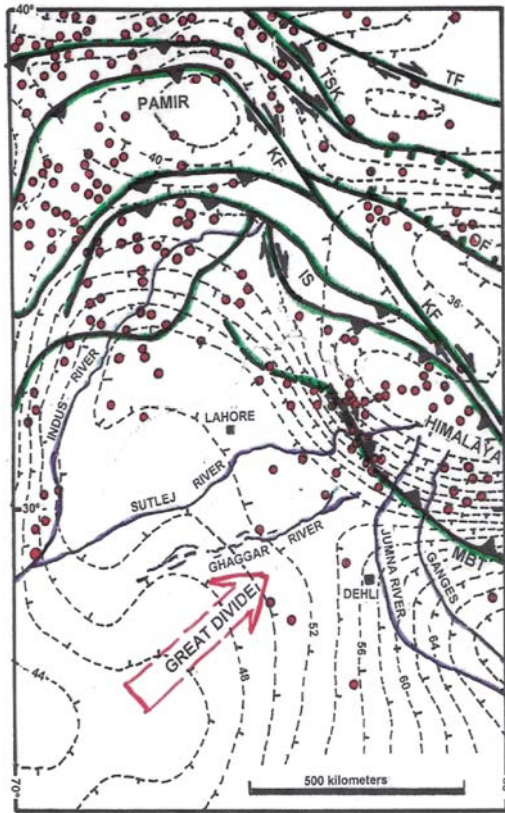 40°
TSK
TF
PAMIR
KF
40
OF
IS
KF
36
INDUS RIVER
LAHORE
HIMALAYA
SUTLEJ RIVER
30°
GHAGGAR RIVER
MBT
JUMNA RIVER
GANGES
DEHLI
GREAT DIVIDE
52
56
64
60
48
44
500 kilometers
70°